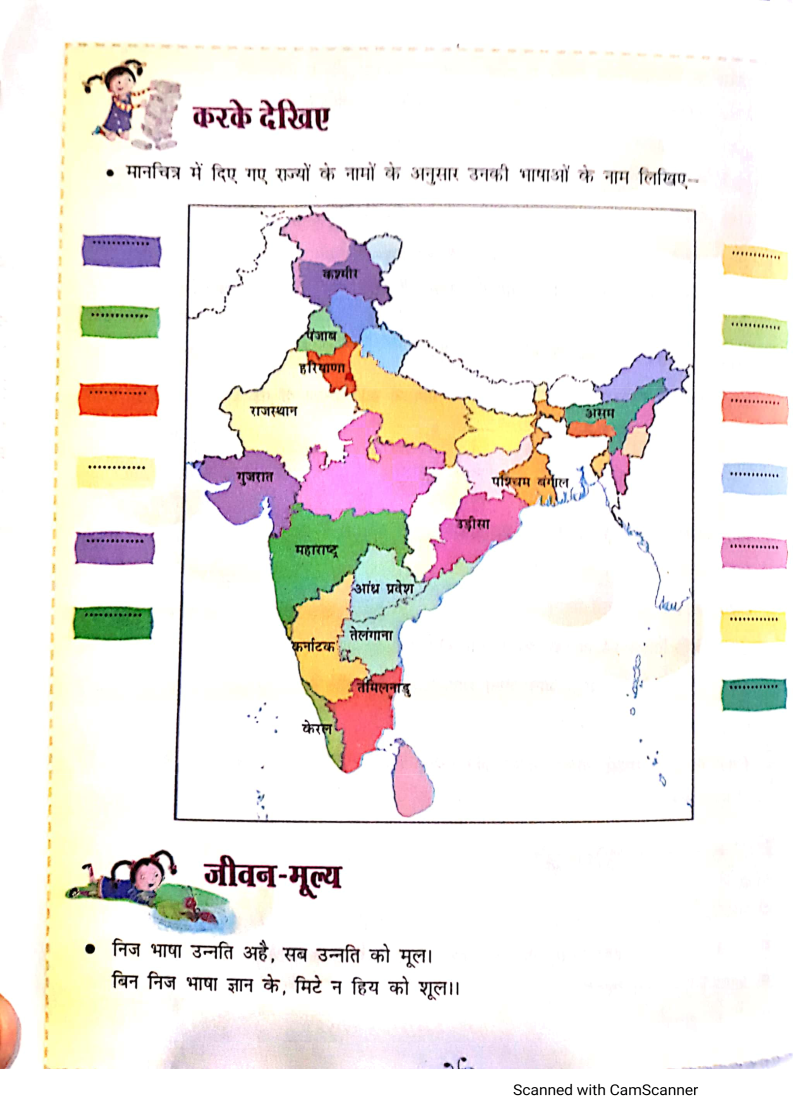 करके देखिए
• मानचित्र में दिए गए राज्यों के नामों के अनुसार उनकी भाषाओं के नाम लिखिए–
कश्मीर
पंजाब
हरियाणा
राजस्थान
असम
गुजरात
पश्चिम बंगाल
उड़ीसा
महाराष्ट्र
आंध्र प्रदेश
तेलंगाना
कर्नाटक
तमिलनाडु
केरल
जीवन-मूल्य
• निज भाषा उन्नति अहै, सब उन्नति को मूल।
बिन निज भाषा ज्ञान के, मिटे न हिय को शूल।।
Scanned with CamScanner